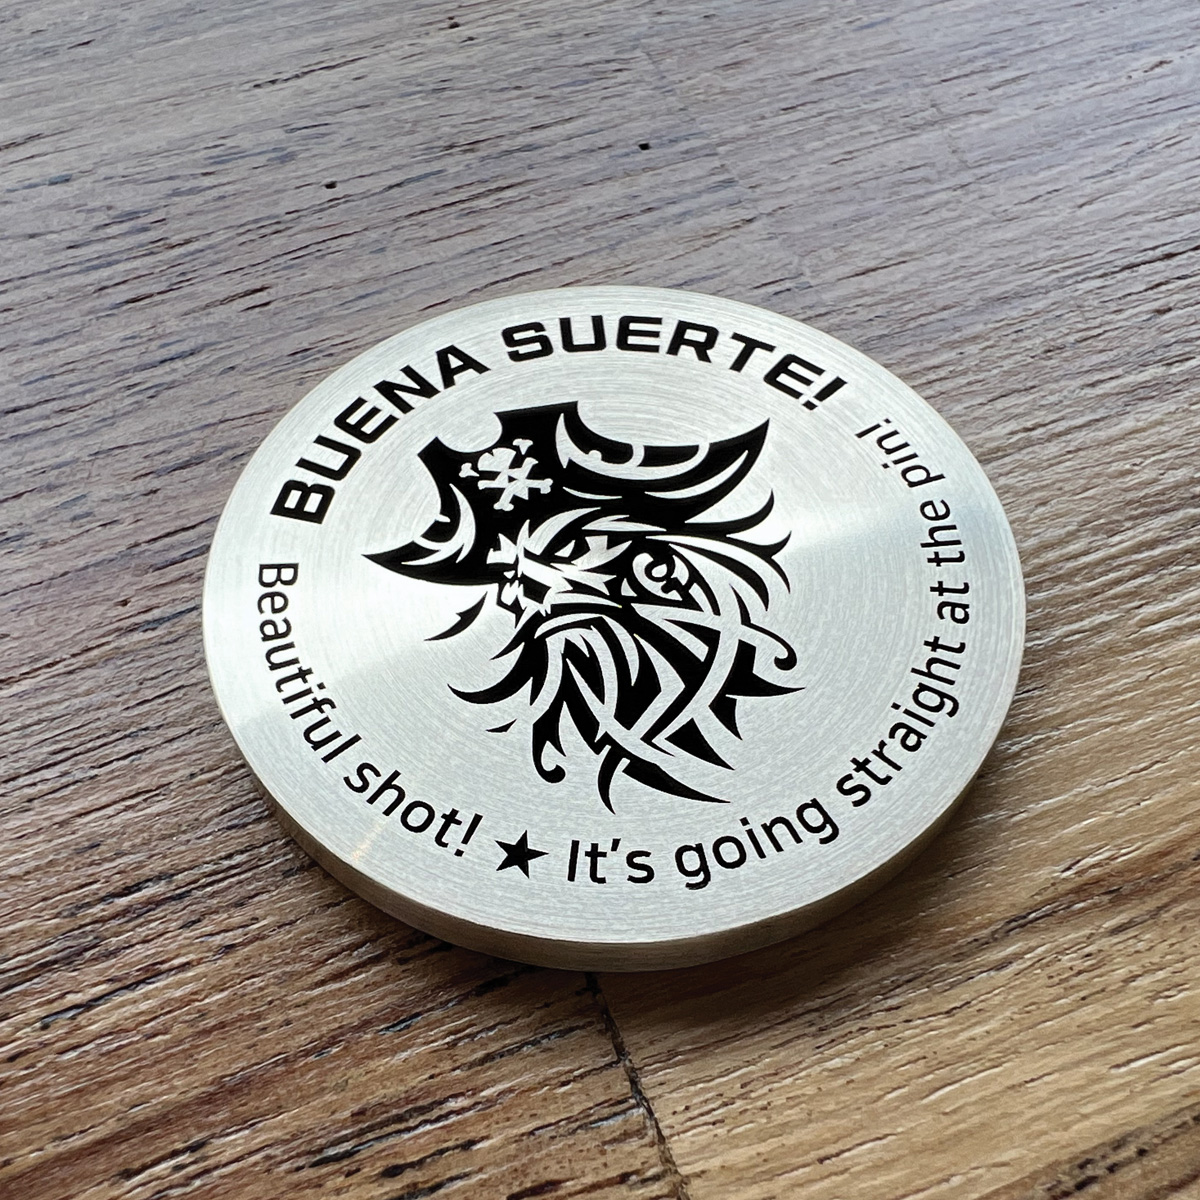 BUENA SUERTE!
Beautiful shot! ★ It's going straight at the pin!